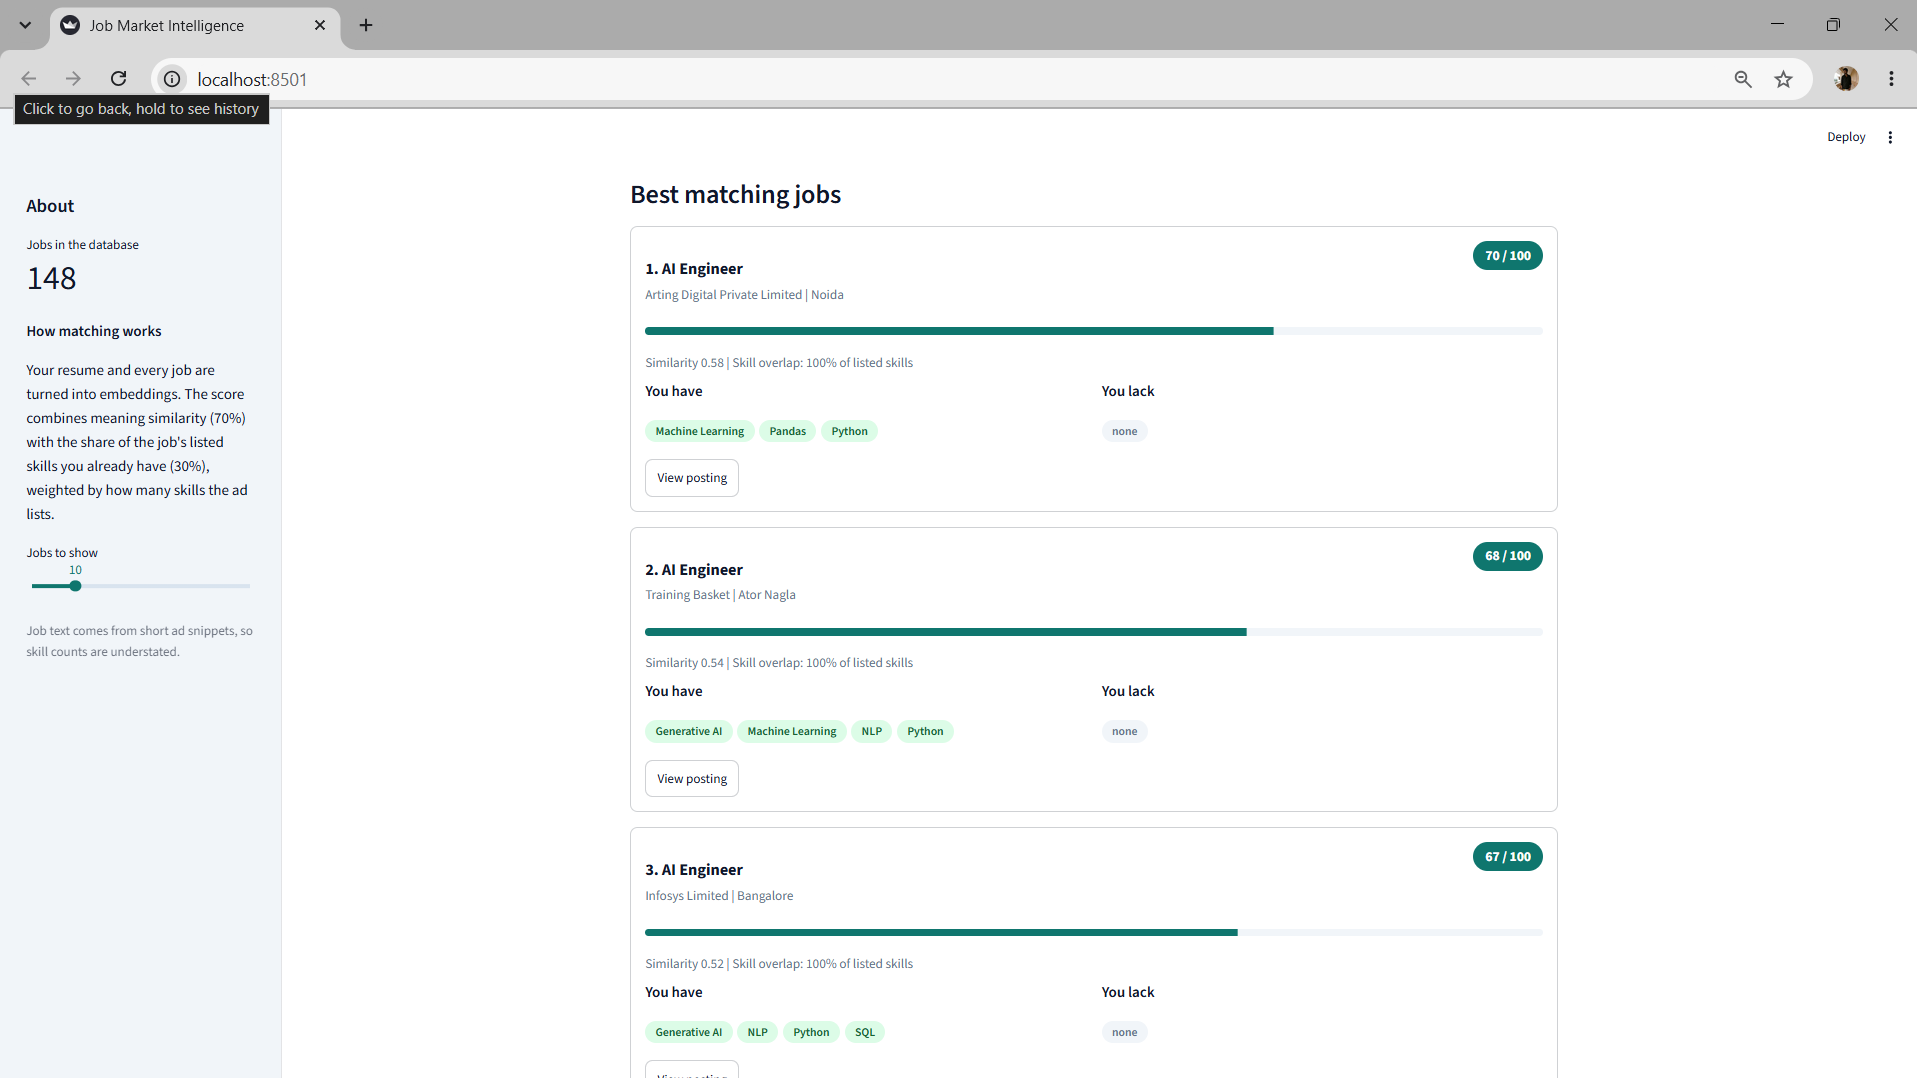 Job Market Intelligence
localhost:8501
Click to go back, hold to see history
Deploy
About
Jobs in the database
148
How matching works
Your resume and every job are
turned into embeddings. The score
combines meaning similarity (70%)
with the share of the job's listed
skills you already have (30%),
weighted by how many skills the ad
lists.
Jobs to show
10
Job text comes from short ad snippets, so
skill counts are understated.
Best matching jobs
70 / 100
1. AI Engineer
Arting Digital Private Limited | Noida
Similarity 0.58 | Skill overlap: 100% of listed skills
You have You lack
Machine Learning Pandas Python none
View posting
68 / 100
2. AI Engineer
Training Basket | Ator Nagla
Similarity 0.54 | Skill overlap: 100% of listed skills
You have You lack
Generative AI Machine Learning NLP Python none
View posting
67 / 100
3. AI Engineer
Infosys Limited | Bangalore
Similarity 0.52 | Skill overlap: 100% of listed skills
You have You lack
Generative AI NLP Python SQL none